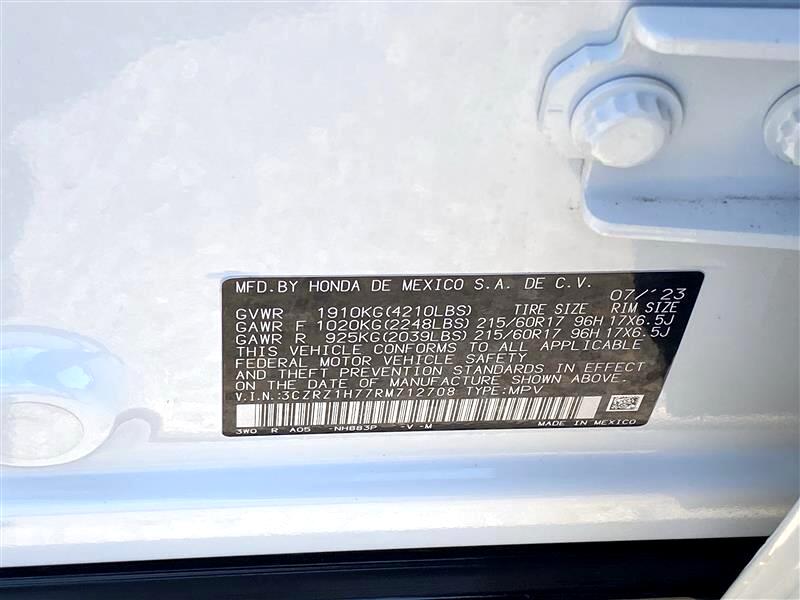 MFD.BY HONDA DE MEXICO S.A. DE C.V. 07/'23
GVWR 1910KG(4210LBS) TIRE SIZE RIM SIZE
GAWR F 1020KG(2248LBS) 215/60R17 96H 17X6.5J
GAWR R 925KG(2039LBS) 215/60R17 96H 17X6.5J
THIS VEHICLE CONFORMS TO ALL APPLICABLE
FEDERAL MOTOR VEHICLE SAFETY
AND THEFT PREVENTION STANDARDS IN EFFECT
ON THE DATE OF MANUFACTURE SHOWN ABOVE.
V.I.N.:3CZRZ1H77RM712708 TYPE:MPV
3W0 R A05 -NH883P -V-M MADE IN MEXICO